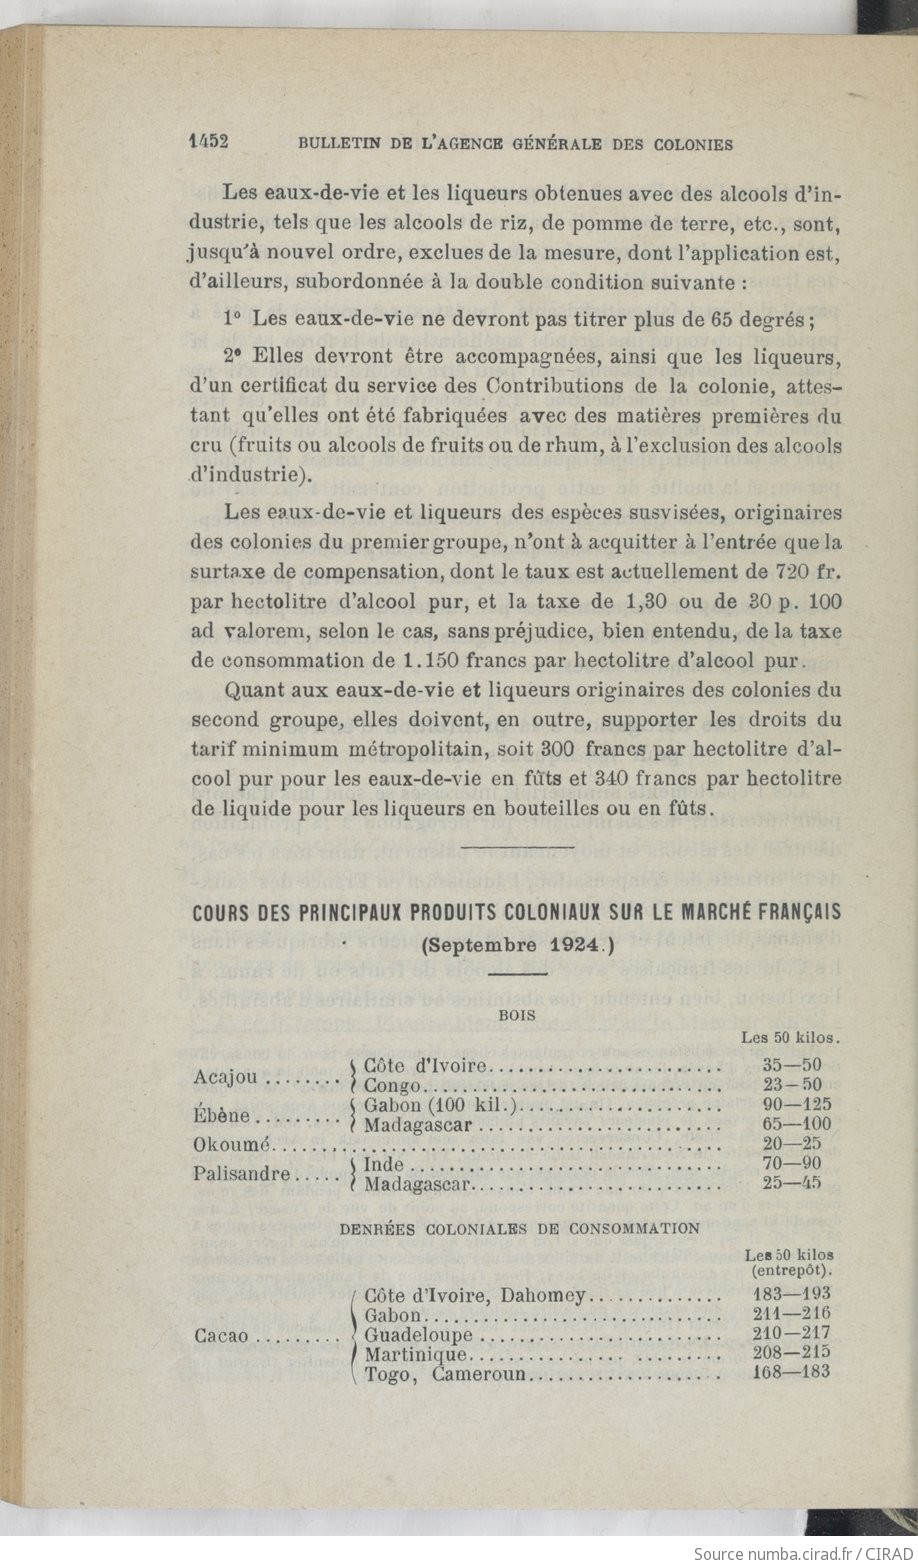 1452 BULLETIN DE L'AGENCE GÉNÉRALE DES COLONIES
Les eaux-de-vie et les liqueurs obtenues avec des alcools d'in-
dustrie, tels que les alcools de riz, de pomme de terre, etc., sont,
jusqu'à nouvel ordre, exclues de la mesure, dont l'application est,
d'ailleurs, subordonnée à la double condition suivante :
1° Les eaux-de-vie ne devront pas titrer plus de 65 degrés ;
2° Elles devront être accompagnées, ainsi que les liqueurs,
d'un certificat du service des Contributions de la colonie, attes-
tant qu'elles ont été fabriquées avec des matières premières du
cru (fruits ou alcools de fruits ou de rhum, à l'exclusion des alcools
d'industrie).
Les eaux-de-vie et liqueurs des espèces susvisées, originaires
des colonies du premier groupe, n'ont à acquitter à l'entrée que la
surtaxe de compensation, dont le taux est actuellement de 720 fr.
par hectolitre d'alcool pur, et la taxe de 1,30 ou de 30 p. 100
ad valorem, selon le cas, sans préjudice, bien entendu, de la taxe
de consommation de 1.150 francs par hectolitre d'alcool pur.
Quant aux eaux-de-vie et liqueurs originaires des colonies du
second groupe, elles doivent, en outre, supporter les droits du
tarif minimum métropolitain, soit 300 francs par hectolitre d'al-
cool pur pour les eaux-de-vie en fûts et 340 francs par hectolitre
de liquide pour les liqueurs en bouteilles ou en fûts.
COURS DES PRINCIPAUX PRODUITS COLONIAUX SUR LE MARCHÉ FRANÇAIS
(Septembre 1924.)
BOIS
Les 50 kilos.
Acajou ........ { Côte d'Ivoire........................ 35—50
Congo.............................. 23—50
Ébène ......... { Gabon (100 kil.)..................... 90—125
Madagascar ......................... 65—100
Okoumé.............................................. 20—25
Palisandre ..... { Inde ................................ 70—90
Madagascar.......................... 25—45
DENRÉES COLONIALES DE CONSOMMATION
Les 50 kilos
(entrepôt).
Côte d'Ivoire, Dahomey.............. 183—193
Gabon.............................. 211—216
Cacao ......... { Guadeloupe ......................... 210—217
Martinique......................... 208—215
Togo, Cameroun.................... 168—183
Source numba.cirad.fr / CIRAD